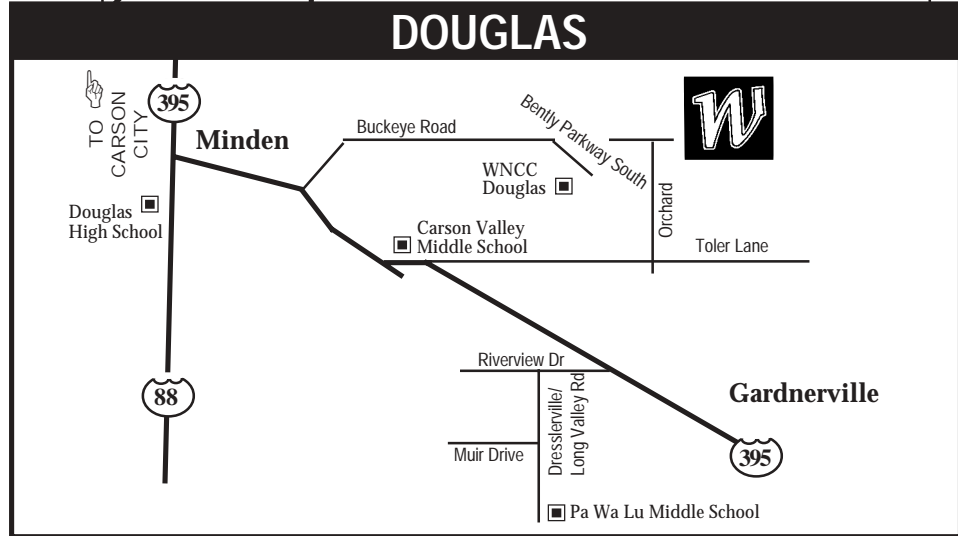 DOUGLAS
TO
CARSON
CITY
395
Minden
Buckeye Road
Bently Parkway South
W
WNCC
Douglas
Orchard
Douglas
High School
Carson Valley
Middle School
Toler Lane
Riverview Dr
88
Dresslerville/
Long Valley Rd
Gardnerville
Muir Drive
395
Pa Wa Lu Middle School